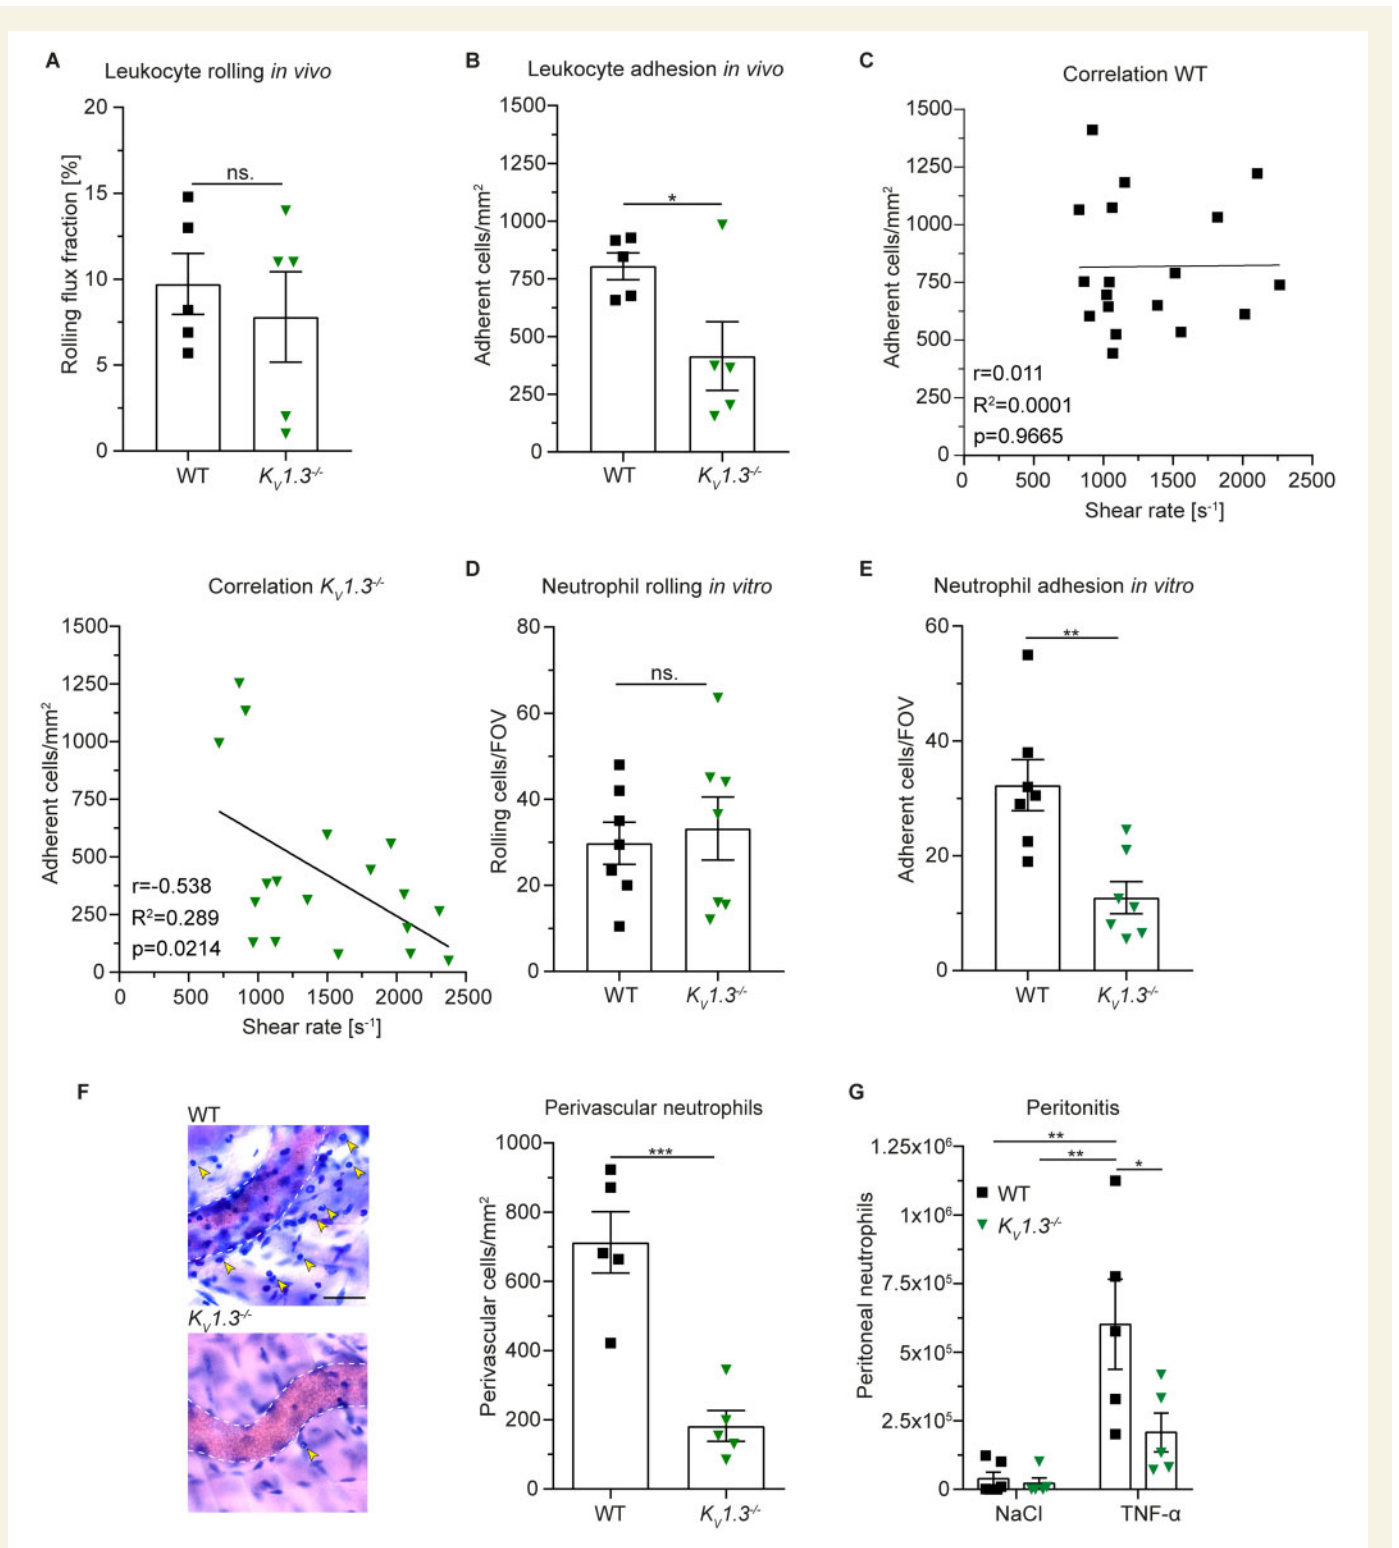 A
Leukocyte rolling in vivo
Rolling flux fraction [%]
20
15
10
5
0
ns.
WT
Kv1.3-/-
B
Leukocyte adhesion in vivo
Adherent cells/mm²
1500
1250
1000
750
500
250
0
*
WT
Kv1.3-/-
C
Correlation WT
Adherent cells/mm²
1500
1250
1000
750
500
250
0
r=0.011
R²=0.0001
p=0.9665
0 500 1000 1500 2000 2500
Shear rate [s-1]
Correlation Kv1.3-/-
Adherent cells/mm²
1500
1250
1000
750
500
250
0
r=-0.538
R²=0.289
p=0.0214
0 500 1000 1500 2000 2500
Shear rate [s-1]
D
Neutrophil rolling in vitro
Rolling cells/FOV
80
60
40
20
0
ns.
WT
Kv1.3-/-
E
Neutrophil adhesion in vitro
Adherent cells/FOV
60
40
20
0
**
WT
Kv1.3-/-
F
WT
Kv1.3-/-
Perivascular neutrophils
Perivascular cells/mm²
1000
800
600
400
200
0
***
WT
Kv1.3-/-
G
Peritonitis
Peritoneal neutrophils
1.25x10⁶
1x10⁶
7.5x10⁵
5x10⁵
2.5x10⁵
0
**
**
*
WT
Kv1.3-/-
NaCl
TNF-α